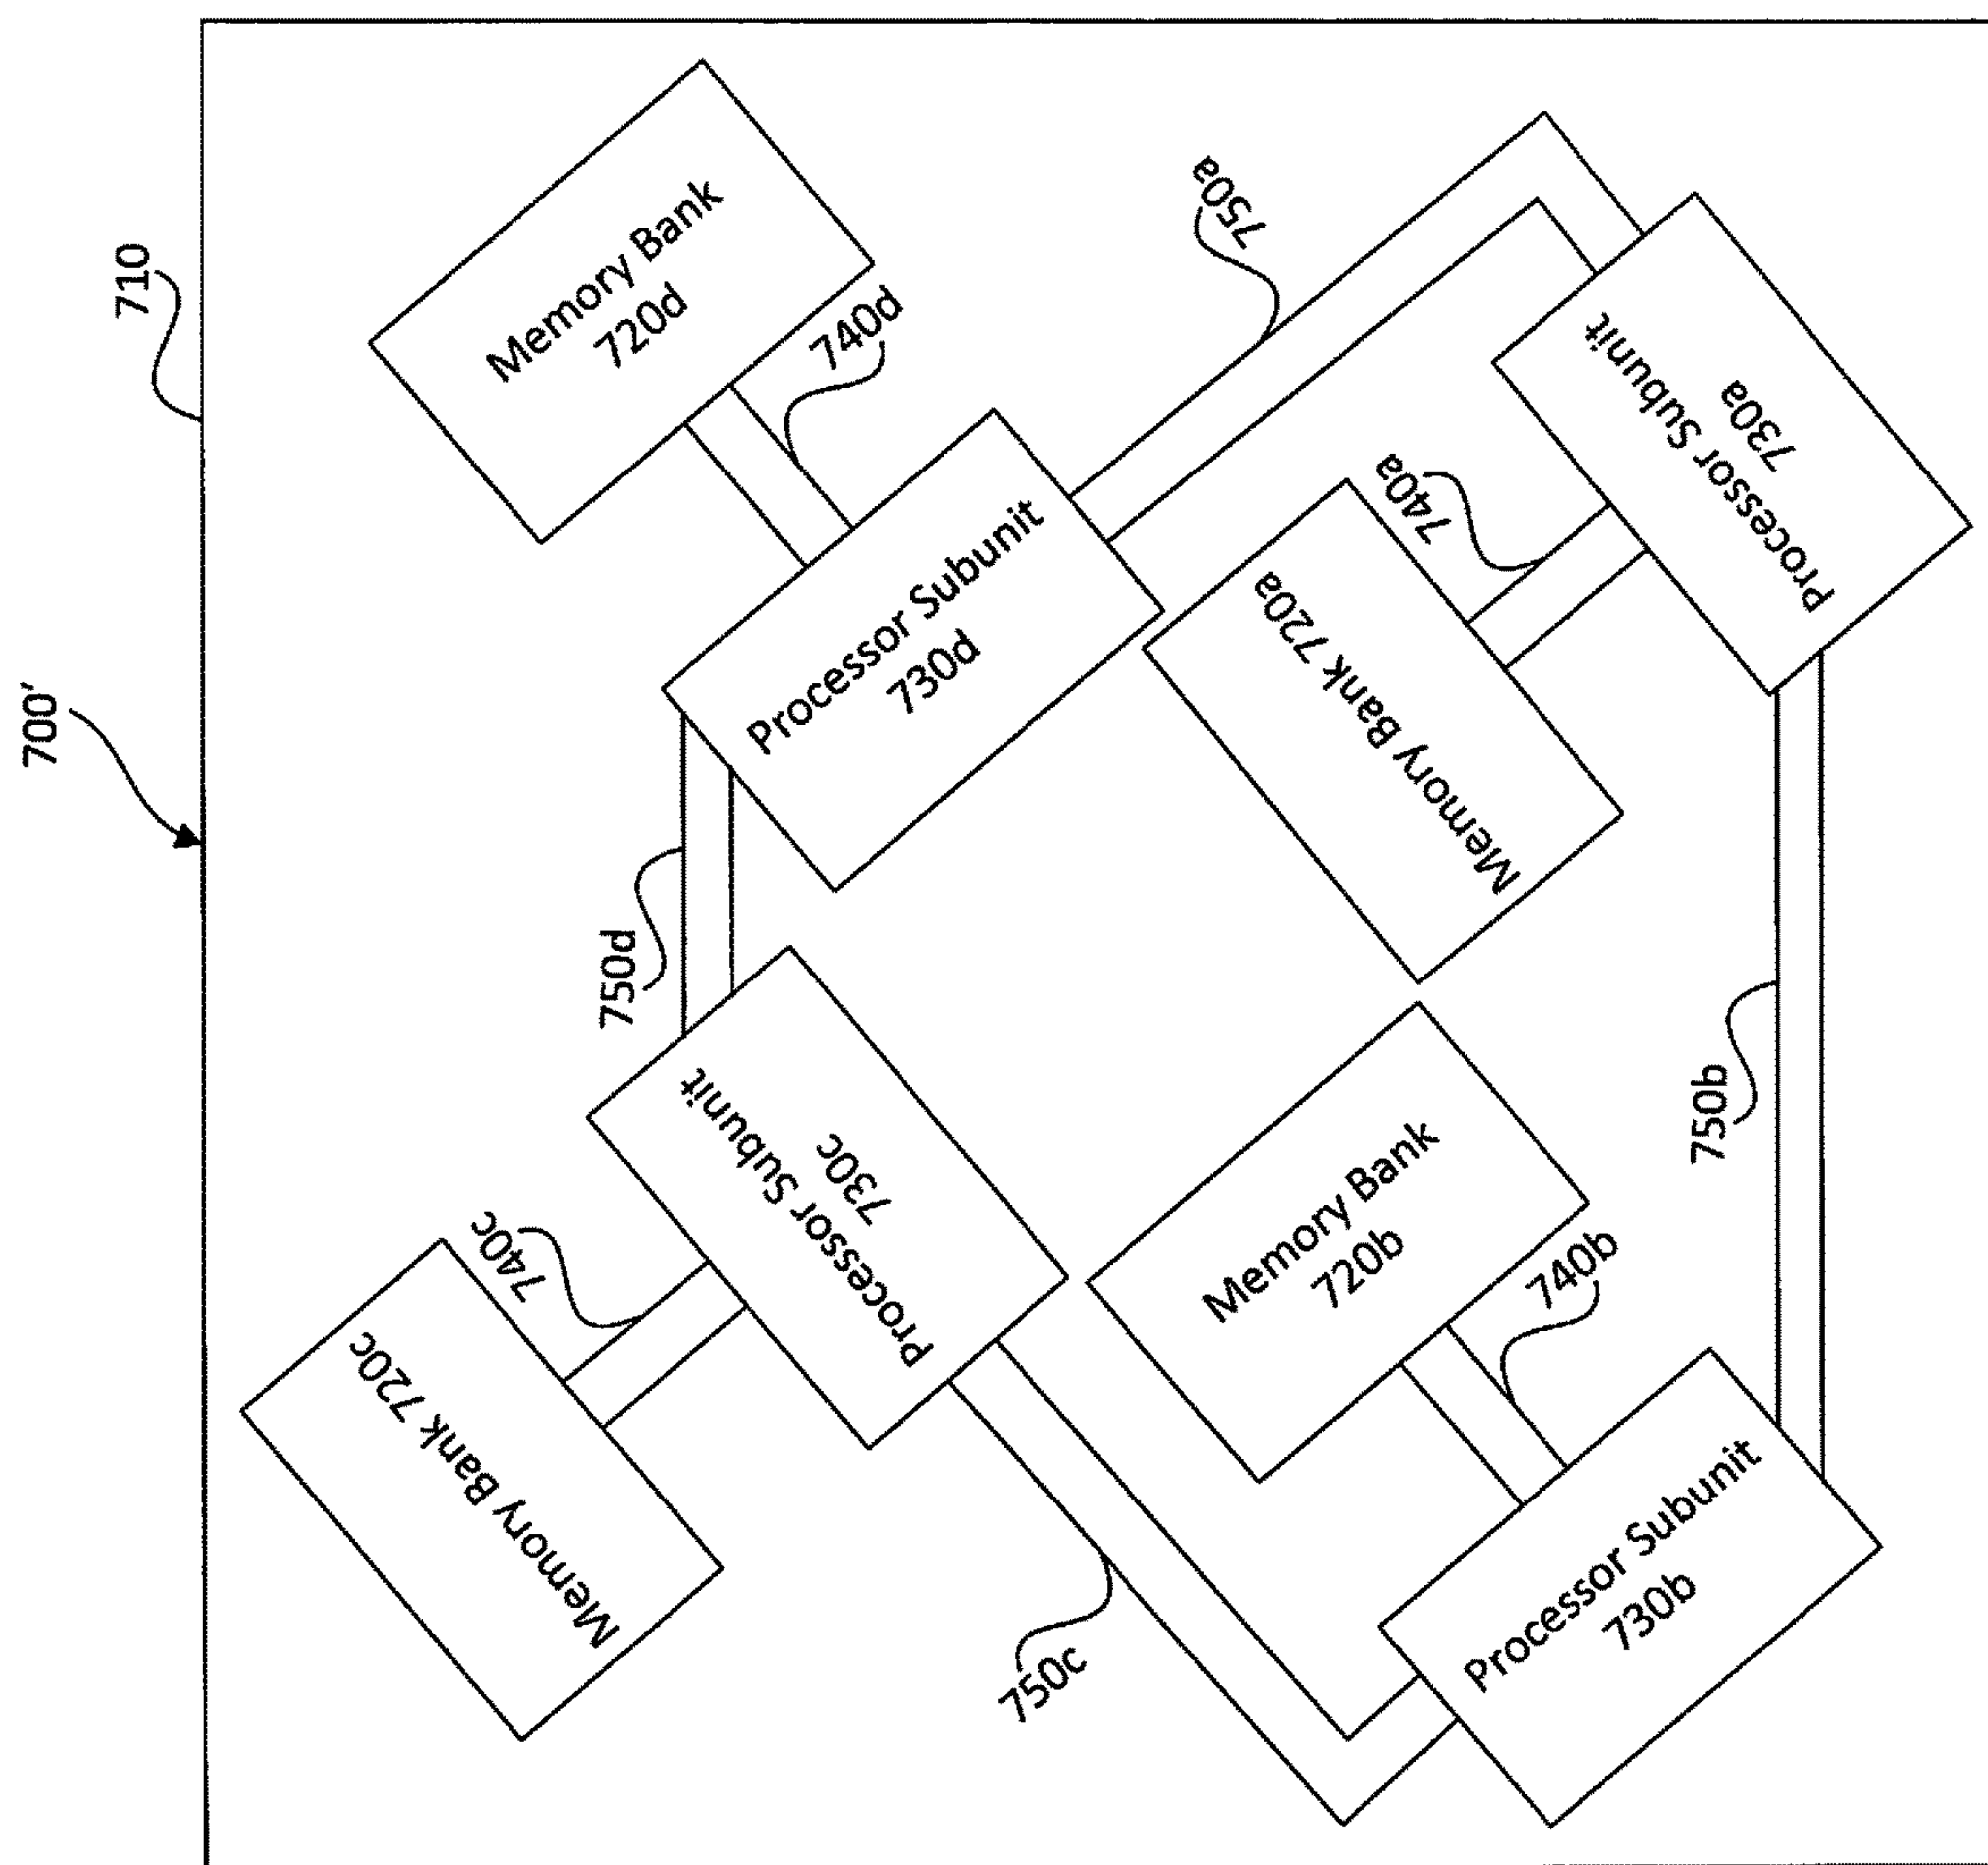 700'
710
Memory Bank
720d
740d
750a
Processor Subunit
730d
740a
Processor
Subunit
730a
Memory Bank 720a
750d
Processor Subunit
730c
740c
Memory Bank 720c
Memory Bank
720b
740b
750b
Processor Subunit
730b
750c